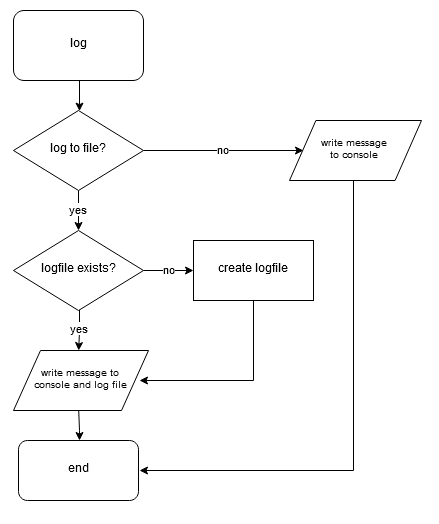 log
log to file?
no
write message
to console
yes
logfile exists?
no
create logfile
yes
write message to
console and log file
end